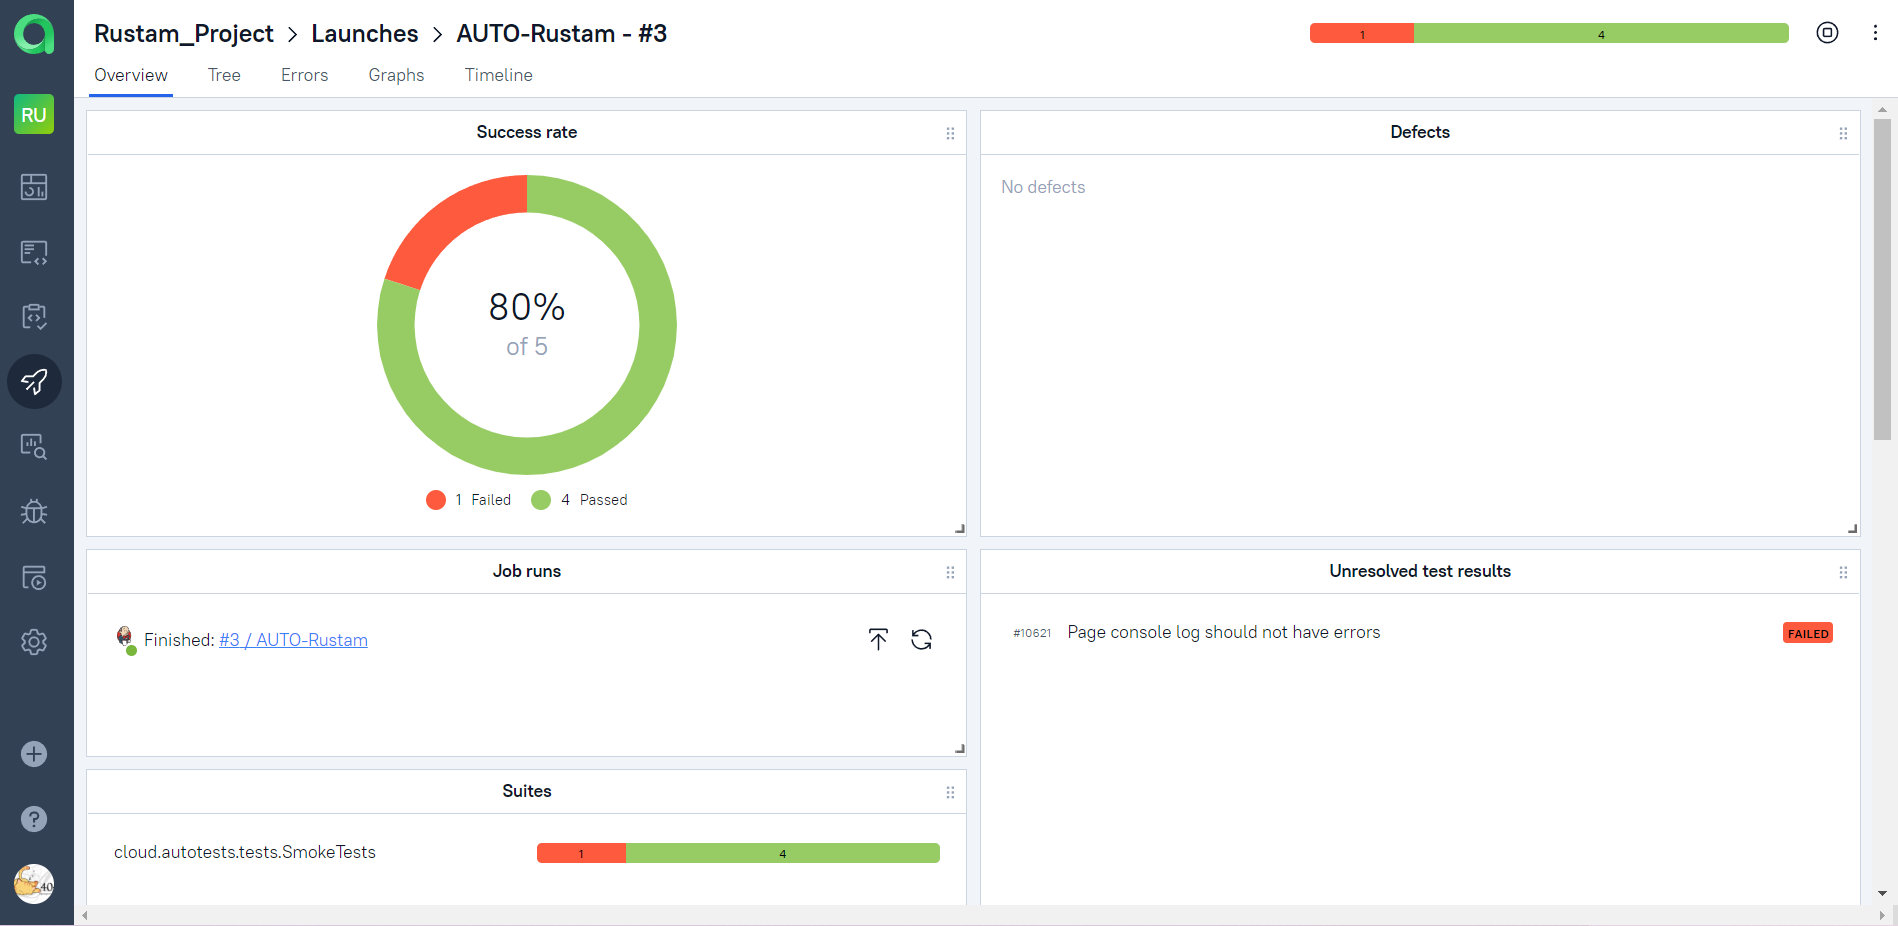 Rustam_Project > Launches > AUTO-Rustam - #3
1 4
Overview Tree Errors Graphs Timeline
RU
Success rate
80%
of 5
1 Failed 4 Passed
Defects
No defects
Job runs
Finished: #3 / AUTO-Rustam
Unresolved test results
#10621 Page console log should not have errors FAILED
Suites
cloud.autotests.tests.SmokeTests 1 4
40